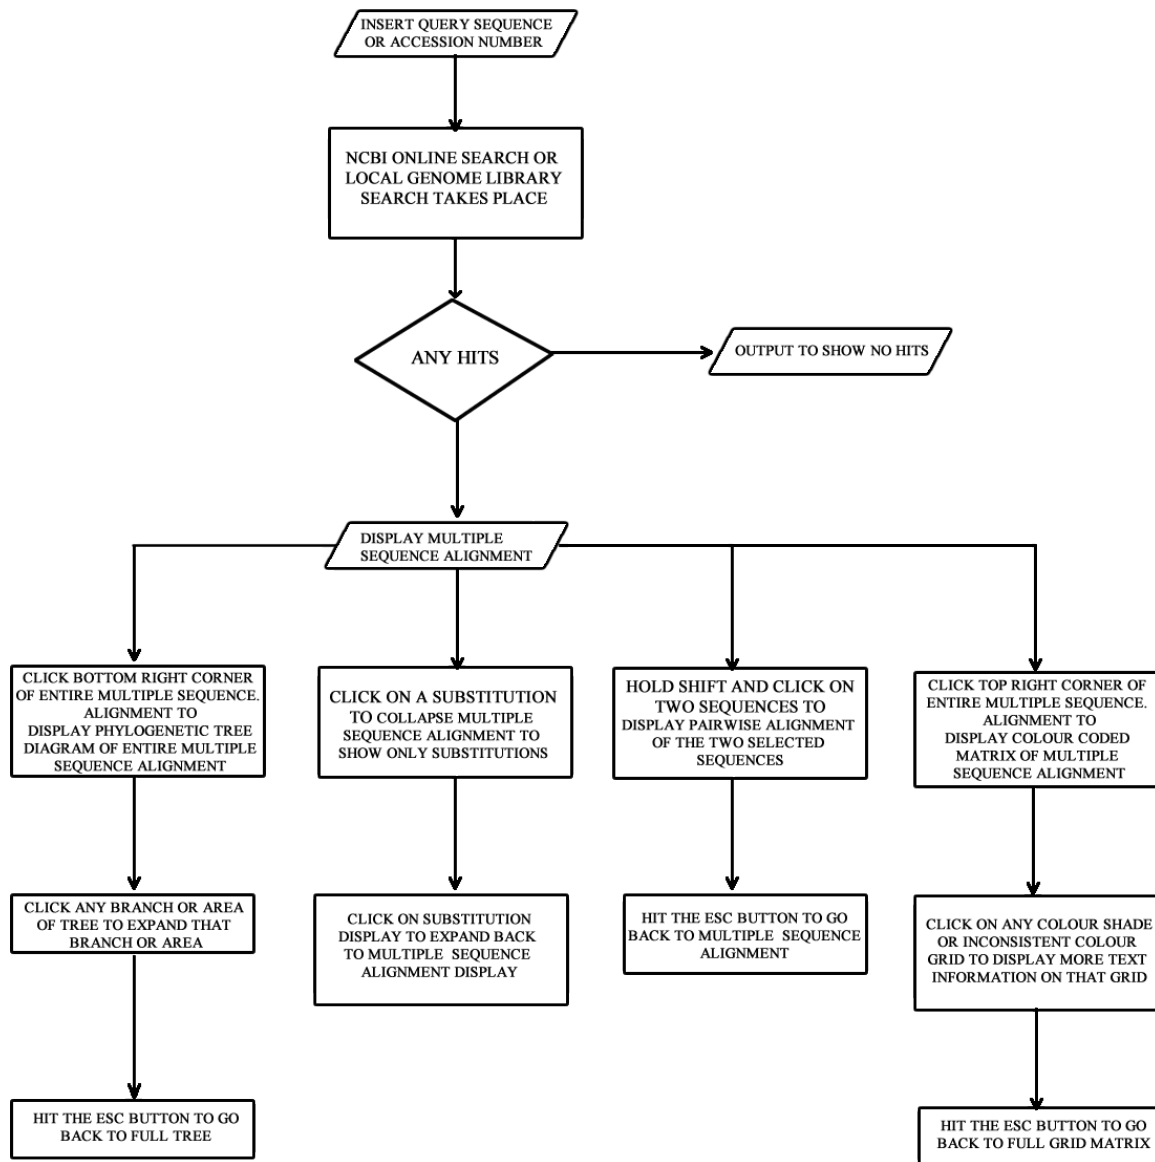 INSERT QUERY SEQUENCE
OR ACCESSION NUMBER
NCBI ONLINE SEARCH OR
LOCAL GENOME LIBRARY
SEARCH TAKES PLACE
ANY HITS
OUTPUT TO SHOW NO HITS
DISPLAY MULTIPLE
SEQUENCE ALIGNMENT
CLICK BOTTOM RIGHT CORNER
OF ENTIRE MULTIPLE SEQUENCE.
ALIGNMENT TO
DISPLAY PHYLOGENETIC TREE
DIAGRAM OF ENTIRE MULTIPLE
SEQUENCE ALIGNMENT
CLICK ON A SUBSTITUTION
TO COLLAPSE MULTIPLE
SEQUENCE ALIGNMENT TO
SHOW ONLY SUBSTITUTIONS
HOLD SHIFT AND CLICK ON
TWO SEQUENCES TO
DISPLAY PAIRWISE ALIGNMENT
OF THE TWO SELECTED
SEQUENCES
CLICK TOP RIGHT CORNER OF
ENTIRE MULTIPLE SEQUENCE.
ALIGNMENT TO
DISPLAY COLOUR CODED
MATRIX OF MULTIPLE
SEQUENCE ALIGNMENT
CLICK ANY BRANCH OR AREA
OF TREE TO EXPAND THAT
BRANCH OR AREA
CLICK ON SUBSTITUTION
DISPLAY TO EXPAND BACK
TO MULTIPLE SEQUENCE
ALIGNMENT DISPLAY
HIT THE ESC BUTTON TO GO
BACK TO MULTIPLE SEQUENCE
ALIGNMENT
CLICK ON ANY COLOUR SHADE
OR INCONSISTENT COLOUR
GRID TO DISPLAY MORE TEXT
INFORMATION ON THAT GRID
HIT THE ESC BUTTON TO GO
BACK TO FULL TREE
HIT THE ESC BUTTON TO GO
BACK TO FULL GRID MATRIX